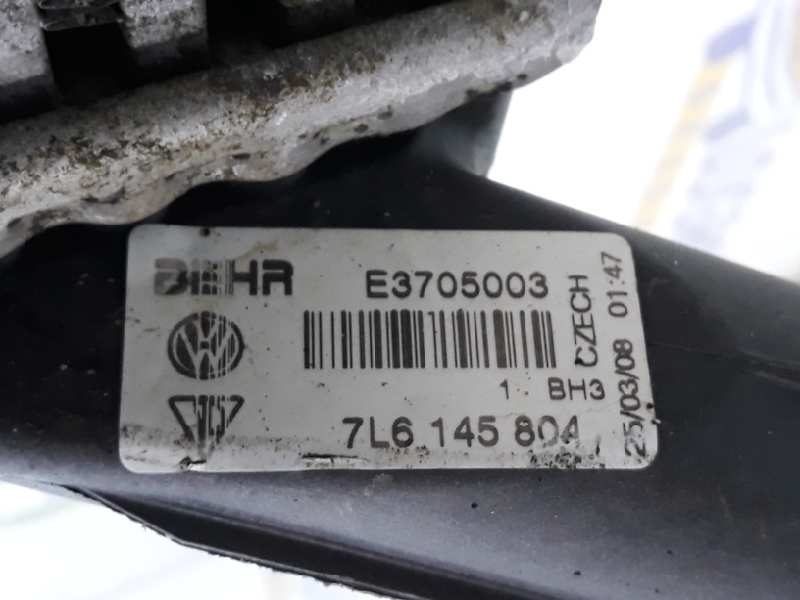 BEHR E3705003
1 BH3
7L6 145 804
CZECH
25/03/08 01:47